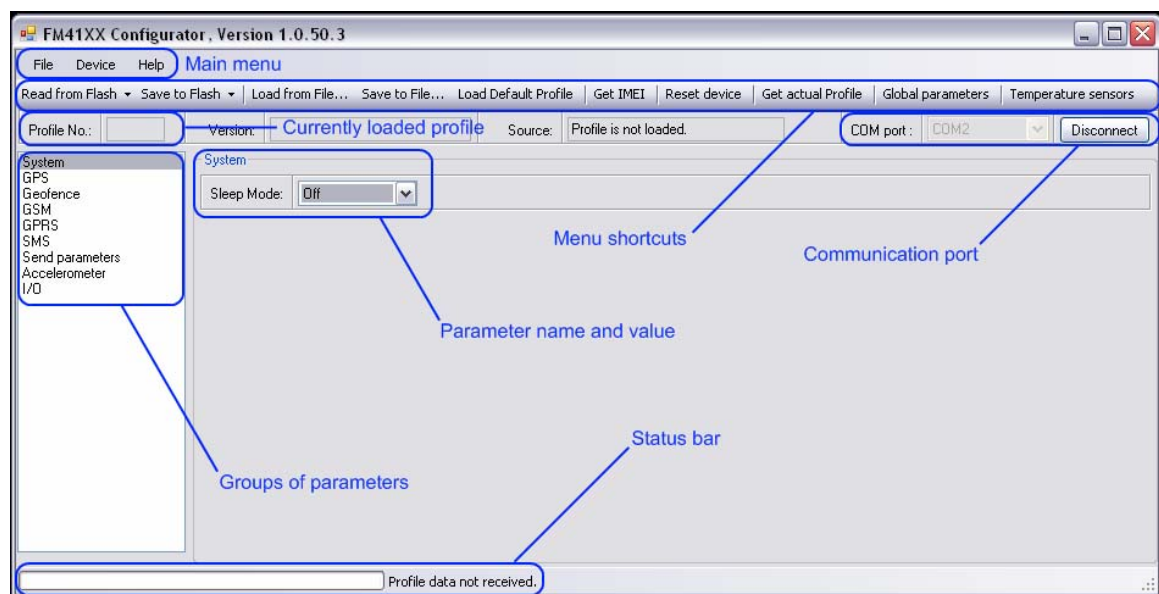 FM41XX Configurator, Version 1.0.50.3
File Device Help Main menu
Read from Flash Save to Flash Load from File... Save to File... Load Default Profile Get IMEI Reset device Get actual Profile Global parameters Temperature sensors
Profile No.: Version: Currently loaded profile Source: Profile is not loaded. COM port : COM2 Disconnect
System
GPS
Geofence
GSM
GPRS
SMS
Send parameters
Accelerometer
I/O
System
Sleep Mode: Off
Menu shortcuts
Communication port
Parameter name and value
Status bar
Groups of parameters
Profile data not received.